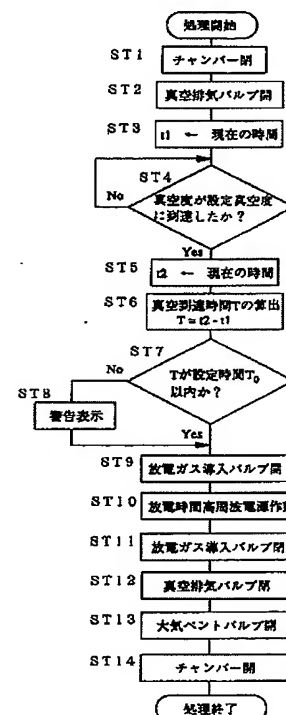 処理開始
ST1
チャンバー閉
ST2
真空排気バルブ開
ST3
t1 ← 現在の時間
ST4
No
真空度が設定真空度
に到達したか？
Yes
ST5
t2 ← 現在の時間
ST6
真空到達時間Tの算出
T = t2 - t1
ST7
No
Tが設定時間T₀
以内か？
ST8
警告表示
Yes
ST9
放電ガス導入バルブ開
ST10
放電時間高周波電源作動
ST11
放電ガス導入バルブ閉
ST12
真空排気バルブ閉
ST13
大気ベントバルブ開
ST14
チャンバー開
処理終了